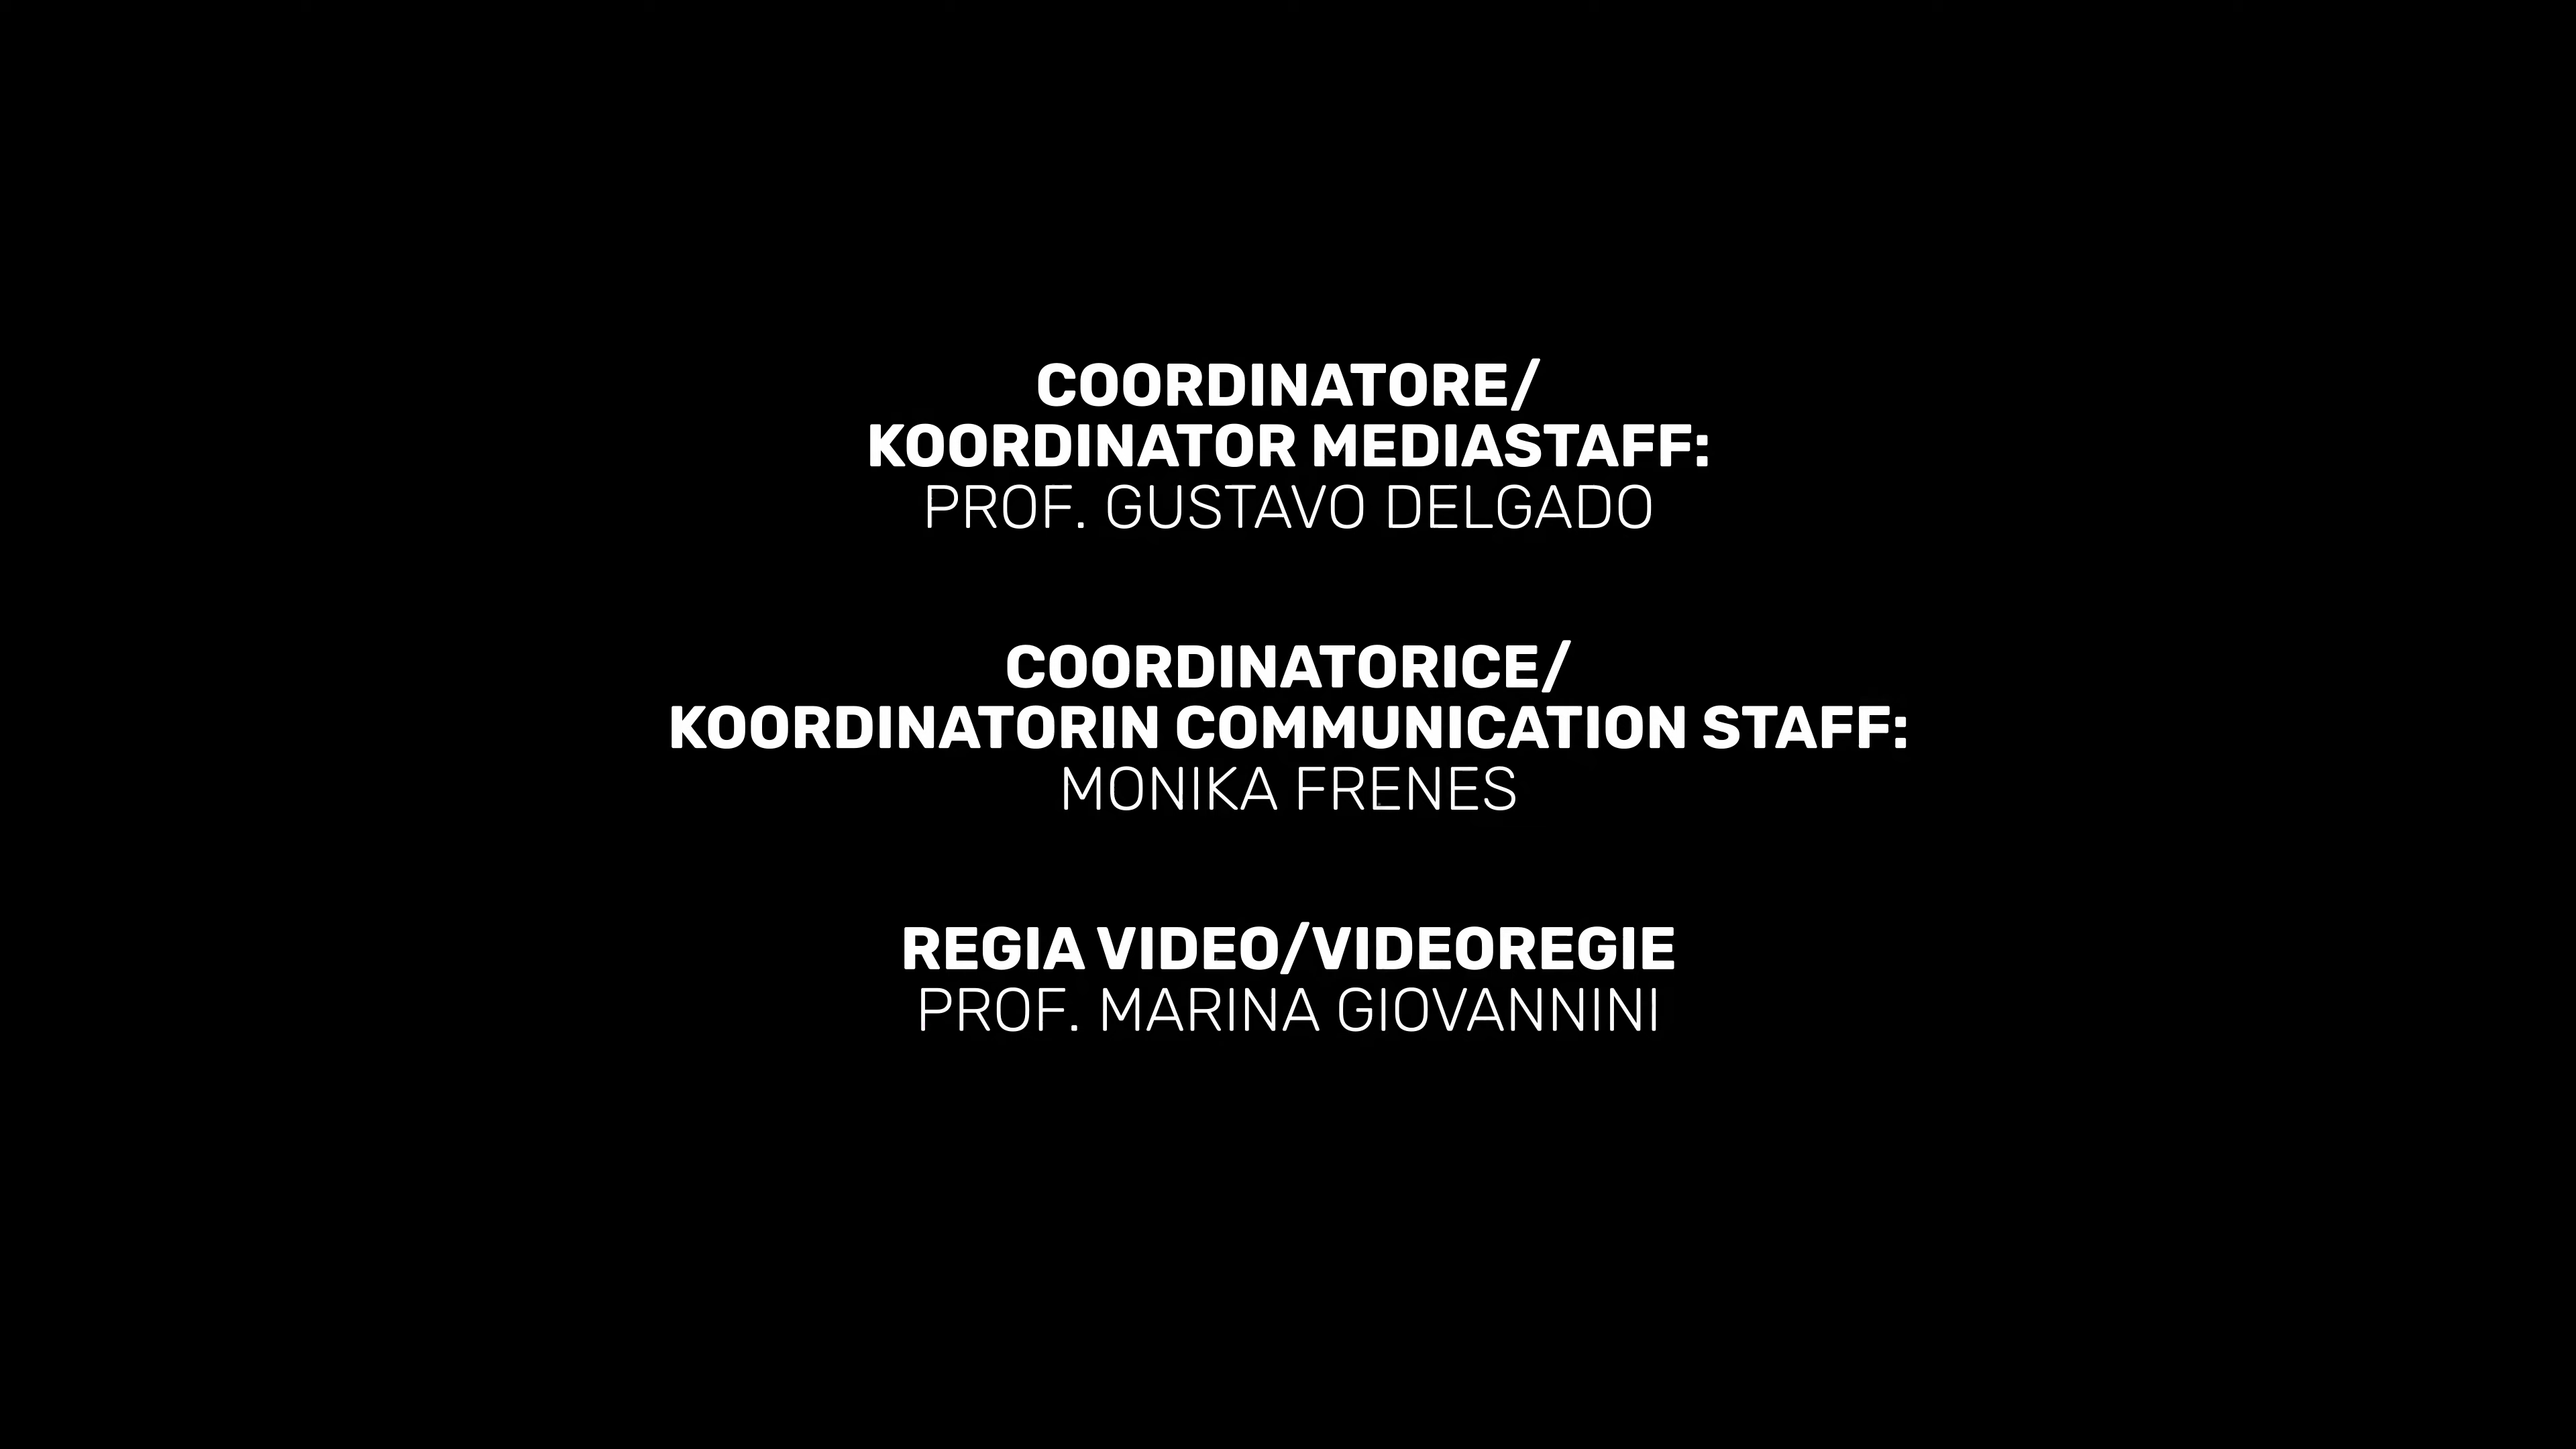 COORDINATORE/
KOORDINATOR MEDIASTAFF:
PROF. GUSTAVO DELGADO
COORDINATORICE/
KOORDINATORIN COMMUNICATION STAFF:
MONIKA FRENES
REGIA VIDEO/VIDEOREGIE
PROF. MARINA GIOVANNINI